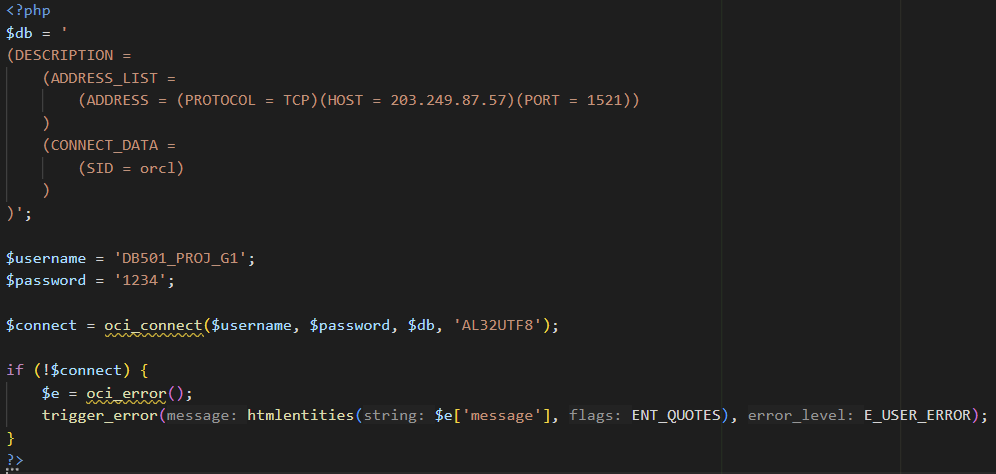 <?php
$db = '
(DESCRIPTION =
    (ADDRESS_LIST =
        (ADDRESS = (PROTOCOL = TCP)(HOST = 203.249.87.57)(PORT = 1521))
    )
    (CONNECT_DATA =
        (SID = orcl)
    )
)';

$username = 'DB501_PROJ_G1';
$password = '1234';

$connect = oci_connect($username, $password, $db, 'AL32UTF8');

if (!$connect) {
    $e = oci_error();
    trigger_error(message: htmlentities(string: $e['message'], flags: ENT_QUOTES), error_level: E_USER_ERROR);
}
?>